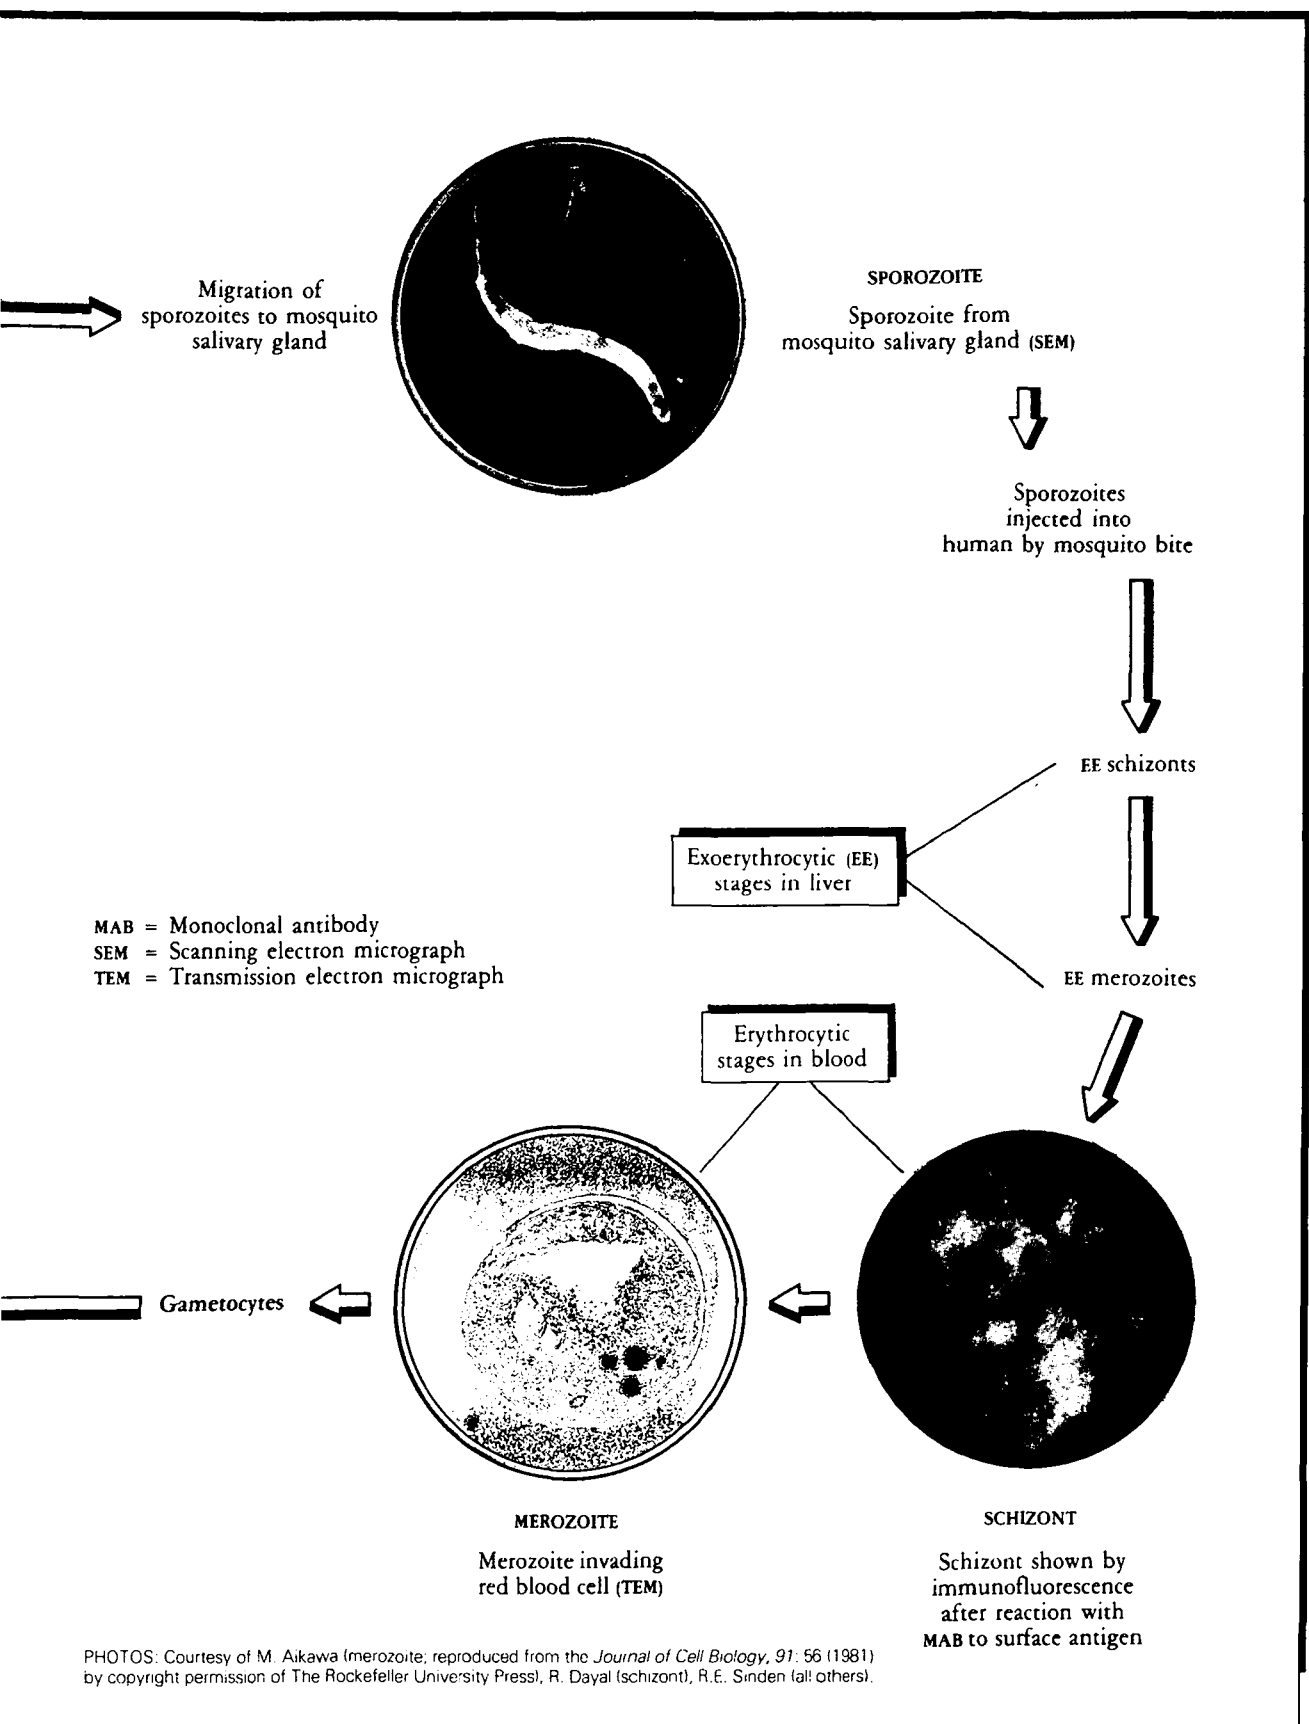 Migration of
sporozoites to mosquito
salivary gland
SPOROZOITE
Sporozoite from
mosquito salivary gland (SEM)
Sporozoites
injected into
human by mosquito bite
EE schizonts
Exoerythrocytic (EE)
stages in liver
MAB = Monoclonal antibody
SEM = Scanning electron micrograph
TEM = Transmission electron micrograph
EE merozoites
Erythrocytic
stages in blood
Gametocytes
MEROZOITE
Merozoite invading
red blood cell (TEM)
SCHIZONT
Schizont shown by
immunofluorescence
after reaction with
MAB to surface antigen
PHOTOS: Courtesy of M. Aikawa (merozoite; reproduced from the Journal of Cell Biology, 91: 56 (1981)
by copyright permission of The Rockefeller University Press), R. Dayal (schizont), R.E. Sinden (all others).